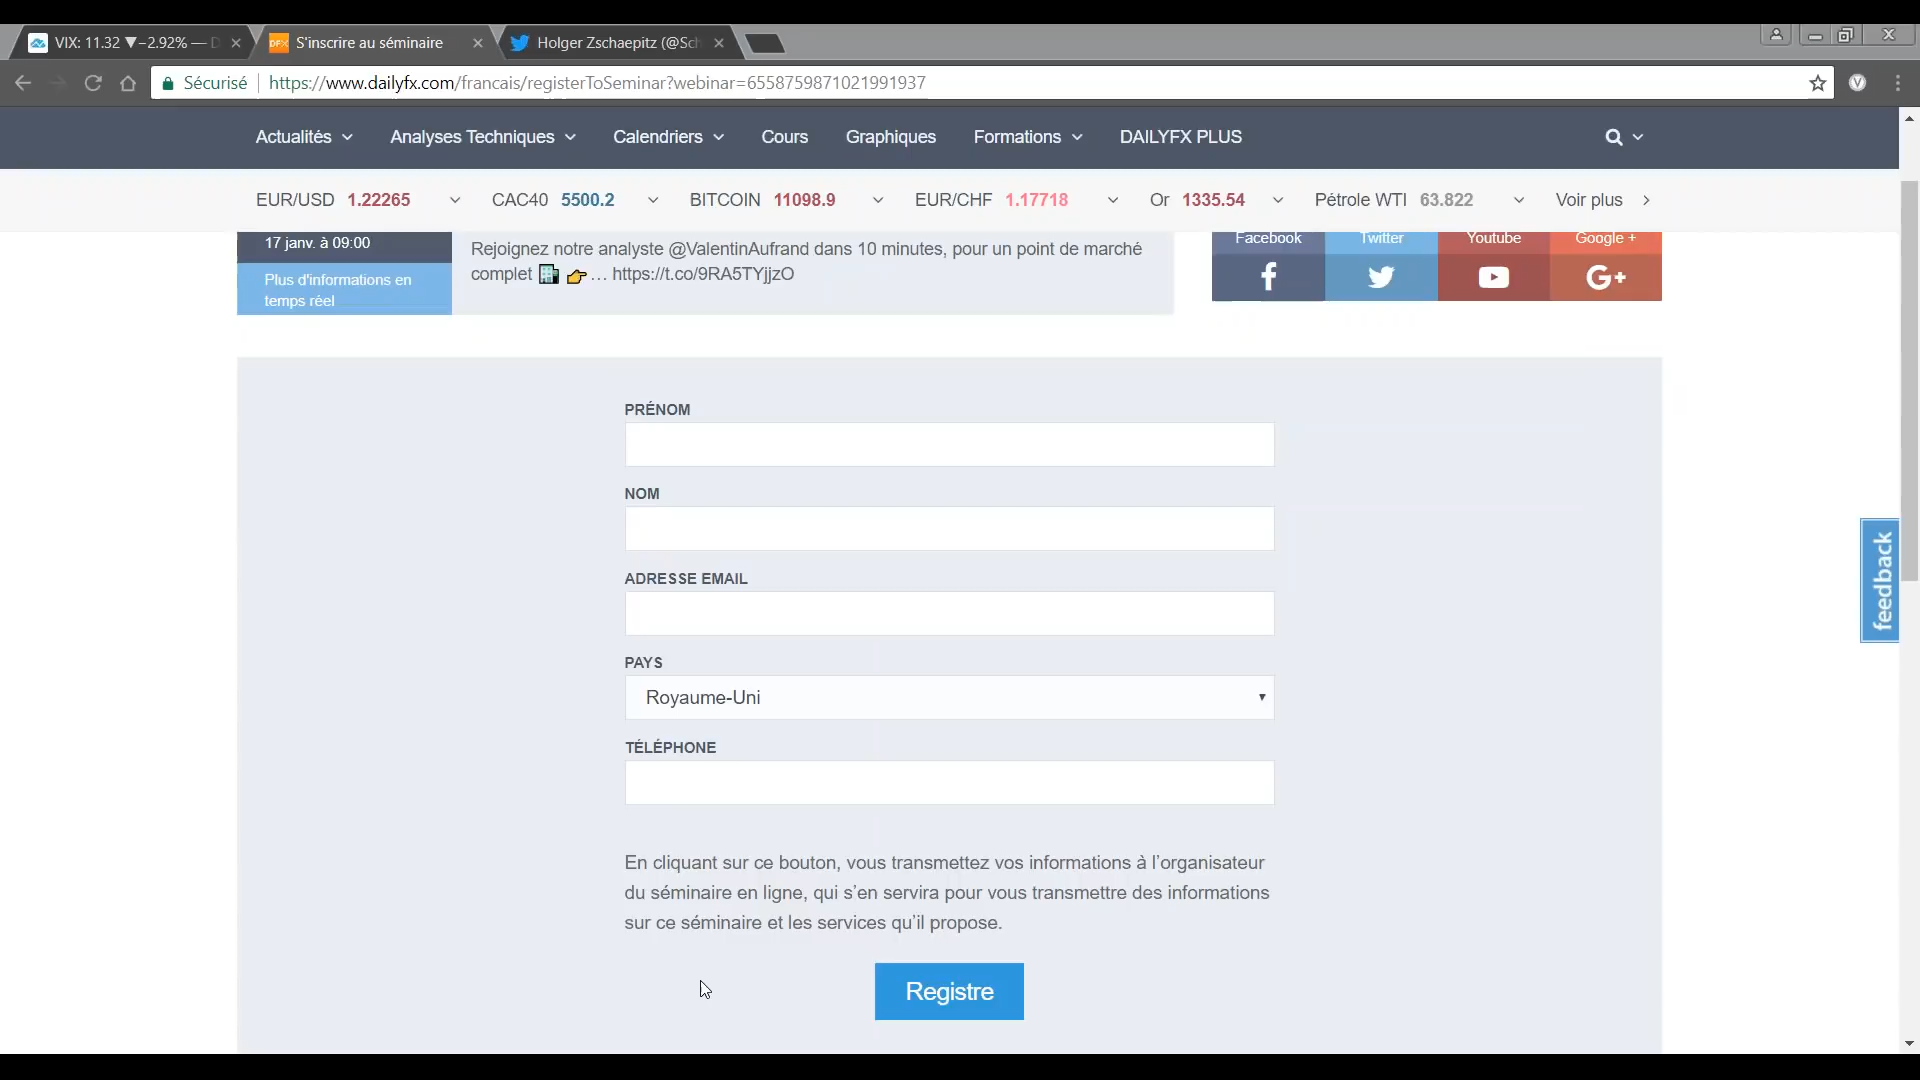 VIX: 11.32 ▼−2.92% — D
S'inscrire au séminaire
Holger Zschaepitz (@Sch
Sécurisé
https://www.dailyfx.com/francais/registerToSeminar?webinar=6558759871021991937
V
Actualités
Analyses Techniques
Calendriers
Cours
Graphiques
Formations
DAILYFX PLUS
EUR/USD 1.22265
CAC40 5500.2
BITCOIN 11098.9
EUR/CHF 1.17718
Or 1335.54
Pétrole WTI 63.822
Voir plus
17 janv. à 09:00
Plus d'informations en
temps réel
Rejoignez notre analyste @ValentinAufrand dans 10 minutes, pour un point de marché
complet 🏢 👉 … https://t.co/9RA5TYjjzO
Facebook
Twitter
Youtube
Google +
PRÉNOM
NOM
ADRESSE EMAIL
PAYS
Royaume-Uni
TÉLÉPHONE
En cliquant sur ce bouton, vous transmettez vos informations à l’organisateur
du séminaire en ligne, qui s’en servira pour vous transmettre des informations
sur ce séminaire et les services qu’il propose.
Registre
feedback